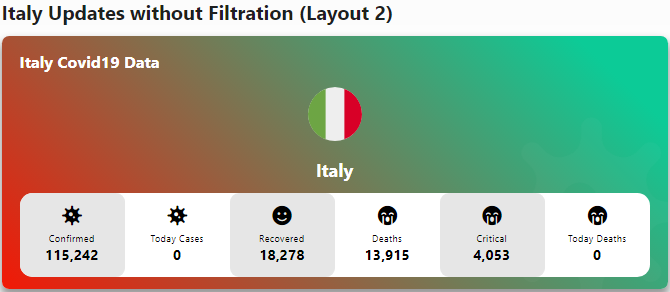 Italy Updates without Filtration (Layout 2)
Italy Covid19 Data
Italy
Confirmed
115,242
Today Cases
0
Recovered
18,278
Deaths
13,915
Critical
4,053
Today Deaths
0